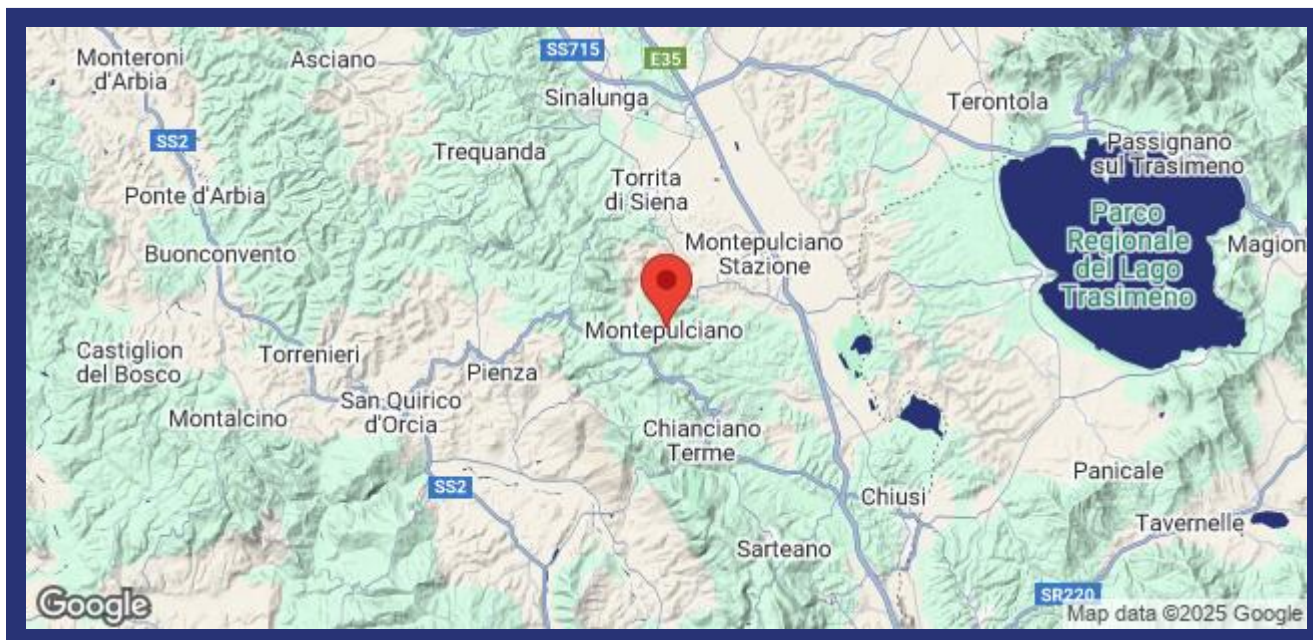 Monteroni
d'Arbia
Asciano
SS715
E35
Sinalunga
Terontola
SS2
Trequanda
Passignano
sul Trasimeno
Ponte d'Arbia
Torrita
di Siena
Parco
Regionale
del Lago
Trasimeno
Buonconvento
Montepulciano
Stazione
Magion
Montepulciano
Castiglion
del Bosco
Torrenieri
Pienza
Montalcino
San Quirico
d'Orcia
Chianciano
Terme
Panicale
SS2
Chiusi
Tavernelle
Sarteano
SR220
Google
Map data ©2025 Google